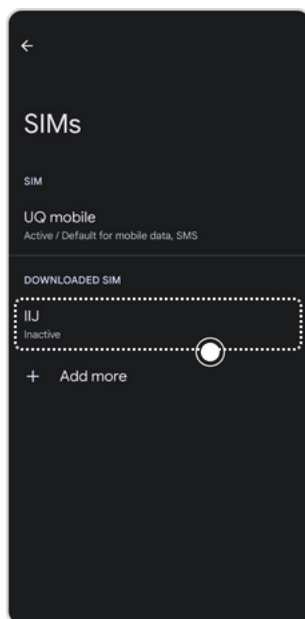 SIMs
SIM
UQ mobile
Active / Default for mobile data, SMS
DOWNLOADED SIM
IIJ
Inactive
+ Add more